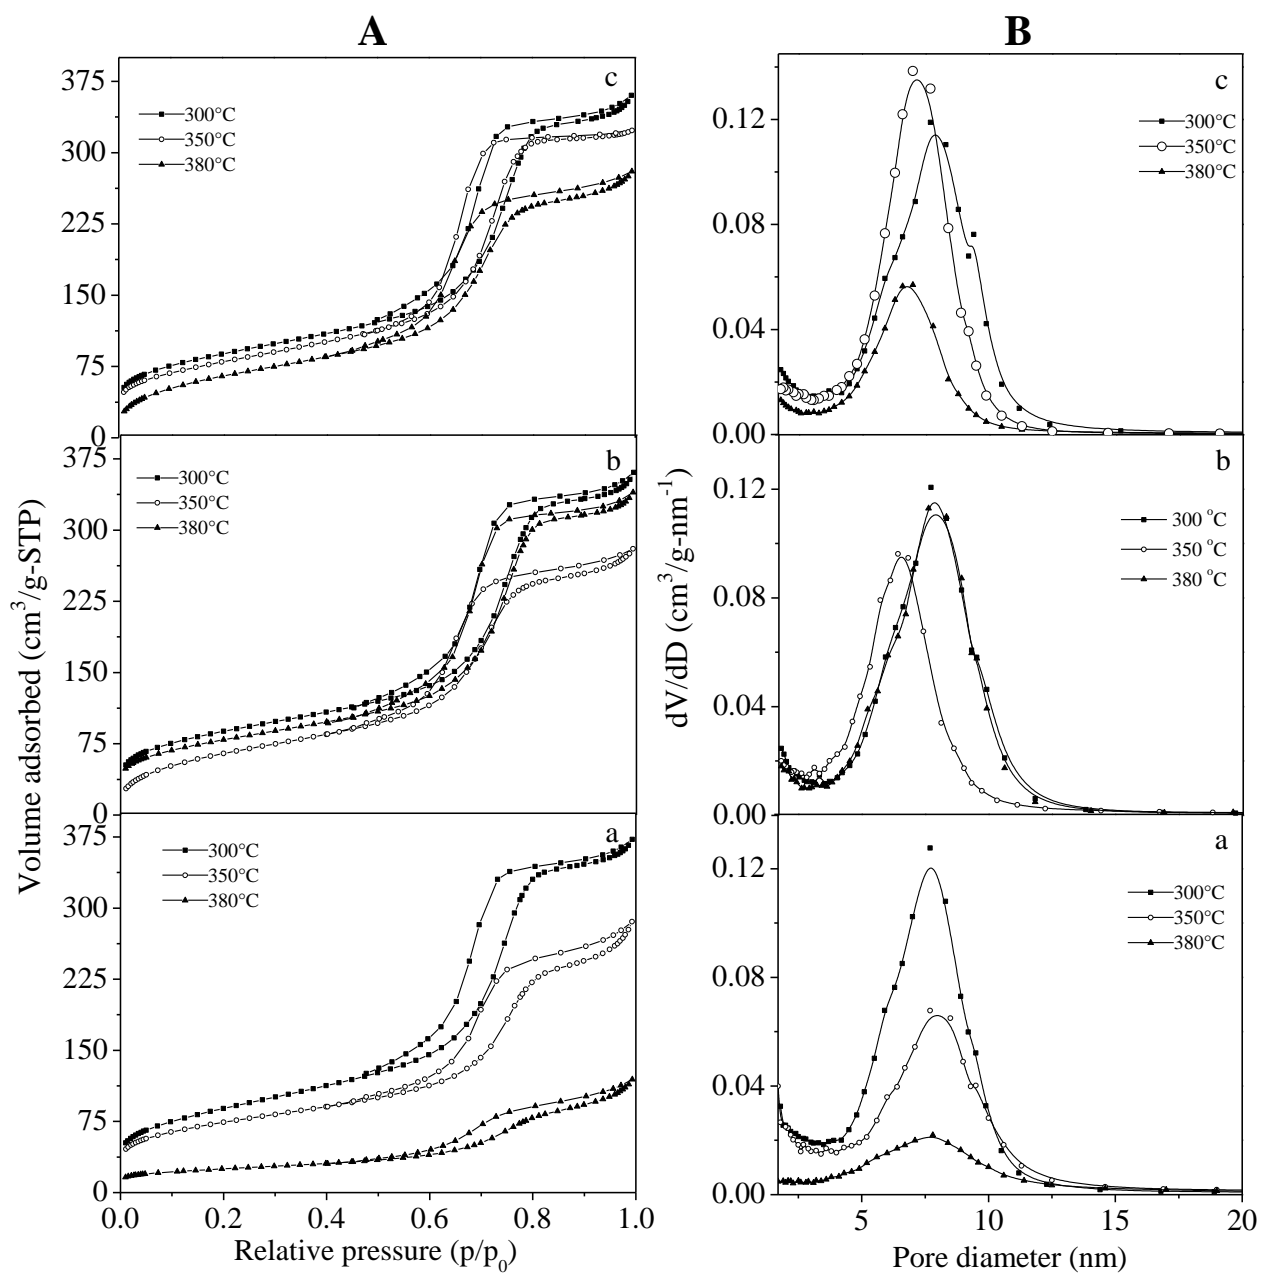 A
B
c
375
300°C
350°C
380°C
300
225
150
75
0
b
375
300°C
350°C
380°C
300
225
150
75
0
a
375
300°C
350°C
380°C
300
225
150
75
0
0.0 0.2 0.4 0.6 0.8 1.0
Relative pressure (p/p₀)
Volume adsorbed (cm³/g-STP)
c
0.12
300°C
350°C
380°C
0.08
0.04
0.00
b
0.12
300 °C
350 °C
380 °C
0.08
0.04
0.00
a
0.12
300°C
350°C
380°C
0.08
0.04
0.00
5 10 15 20
Pore diameter (nm)
dV/dD (cm³/g-nm⁻¹)